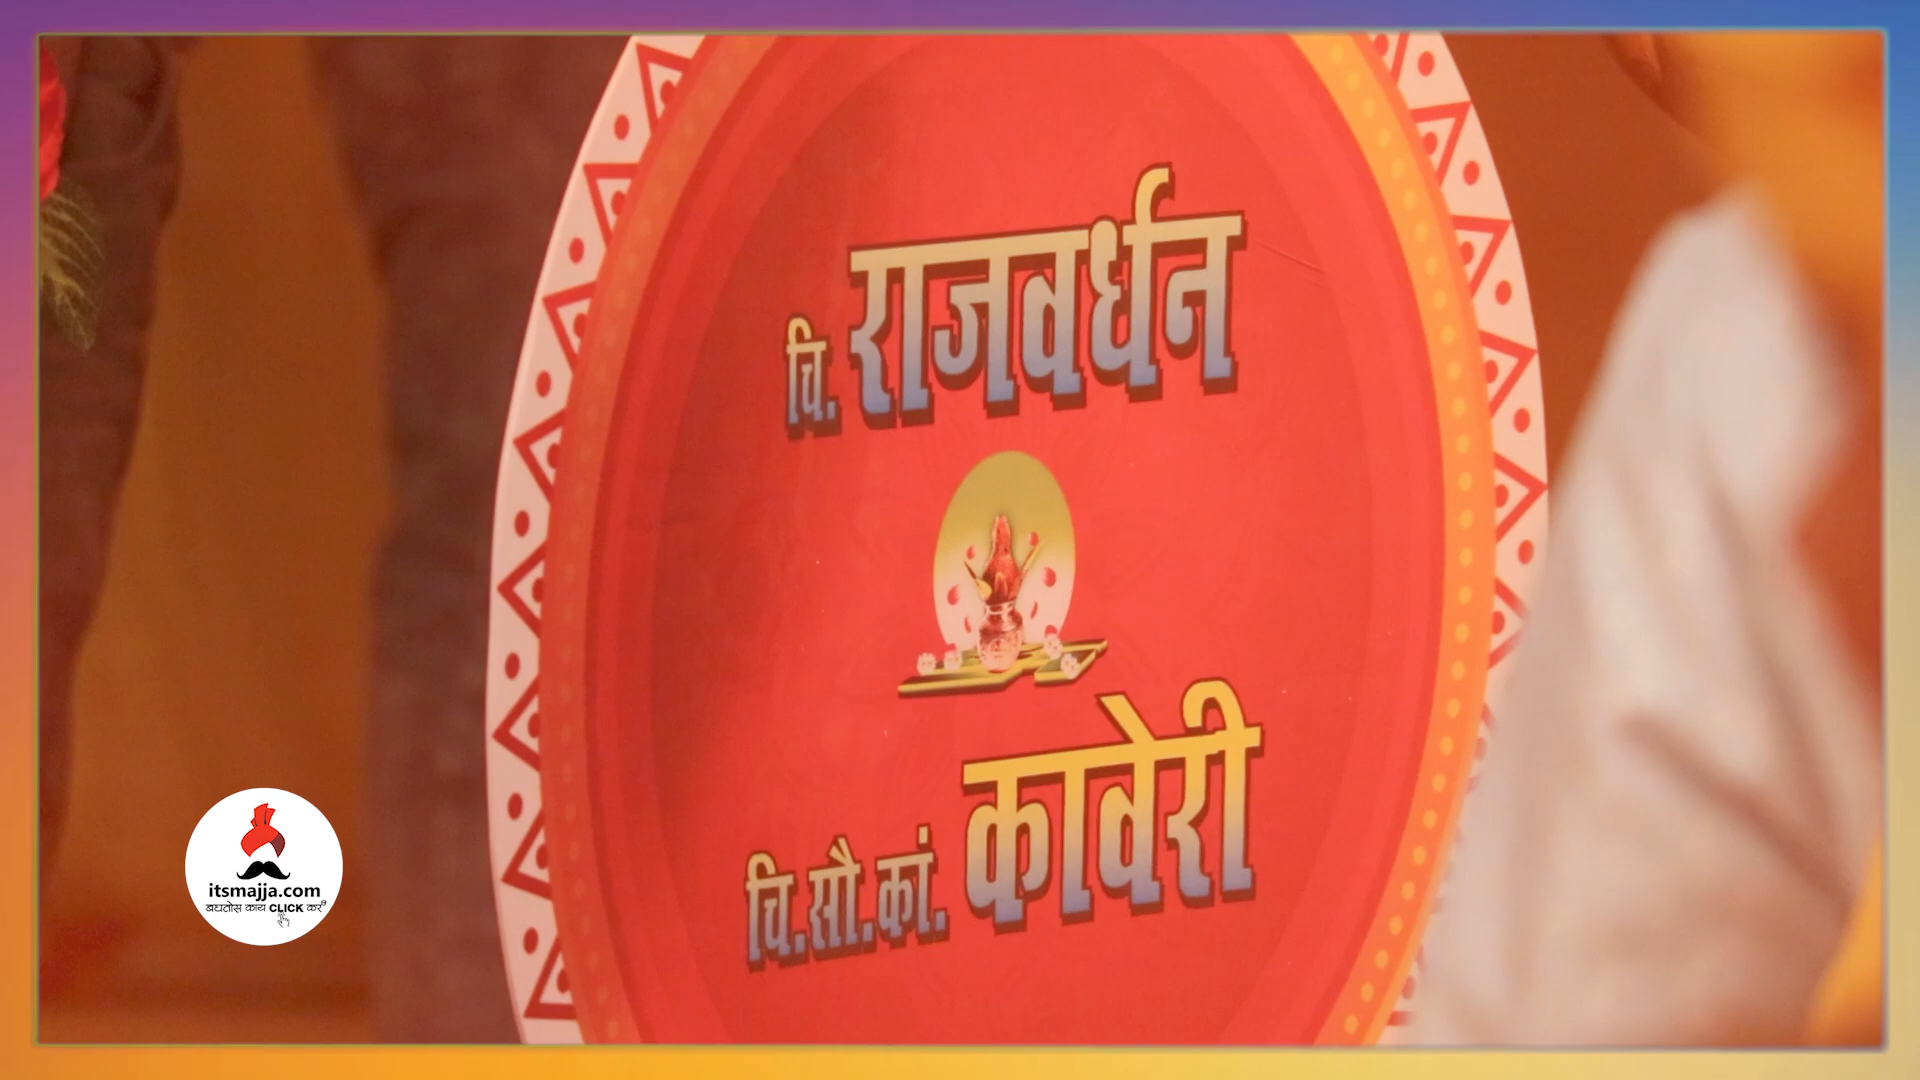 चि. राजवर्धन
चि.सौ.कां. कावेरी
itsmajja.com
बघतोस काय CLICK कर